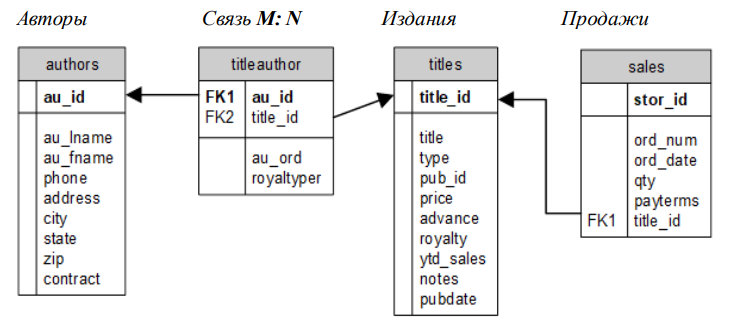 Авторы
Связь M: N
Издания
Продажи
authors
au_id
au_lname
au_fname
phone
address
city
state
zip
contract
titleauthor
FK1 au_id
FK2 title_id
au_ord
royaltyper
titles
title_id
title
type
pub_id
price
advance
royalty
ytd_sales
notes
pubdate
sales
stor_id
ord_num
ord_date
qty
payterms
FK1 title_id